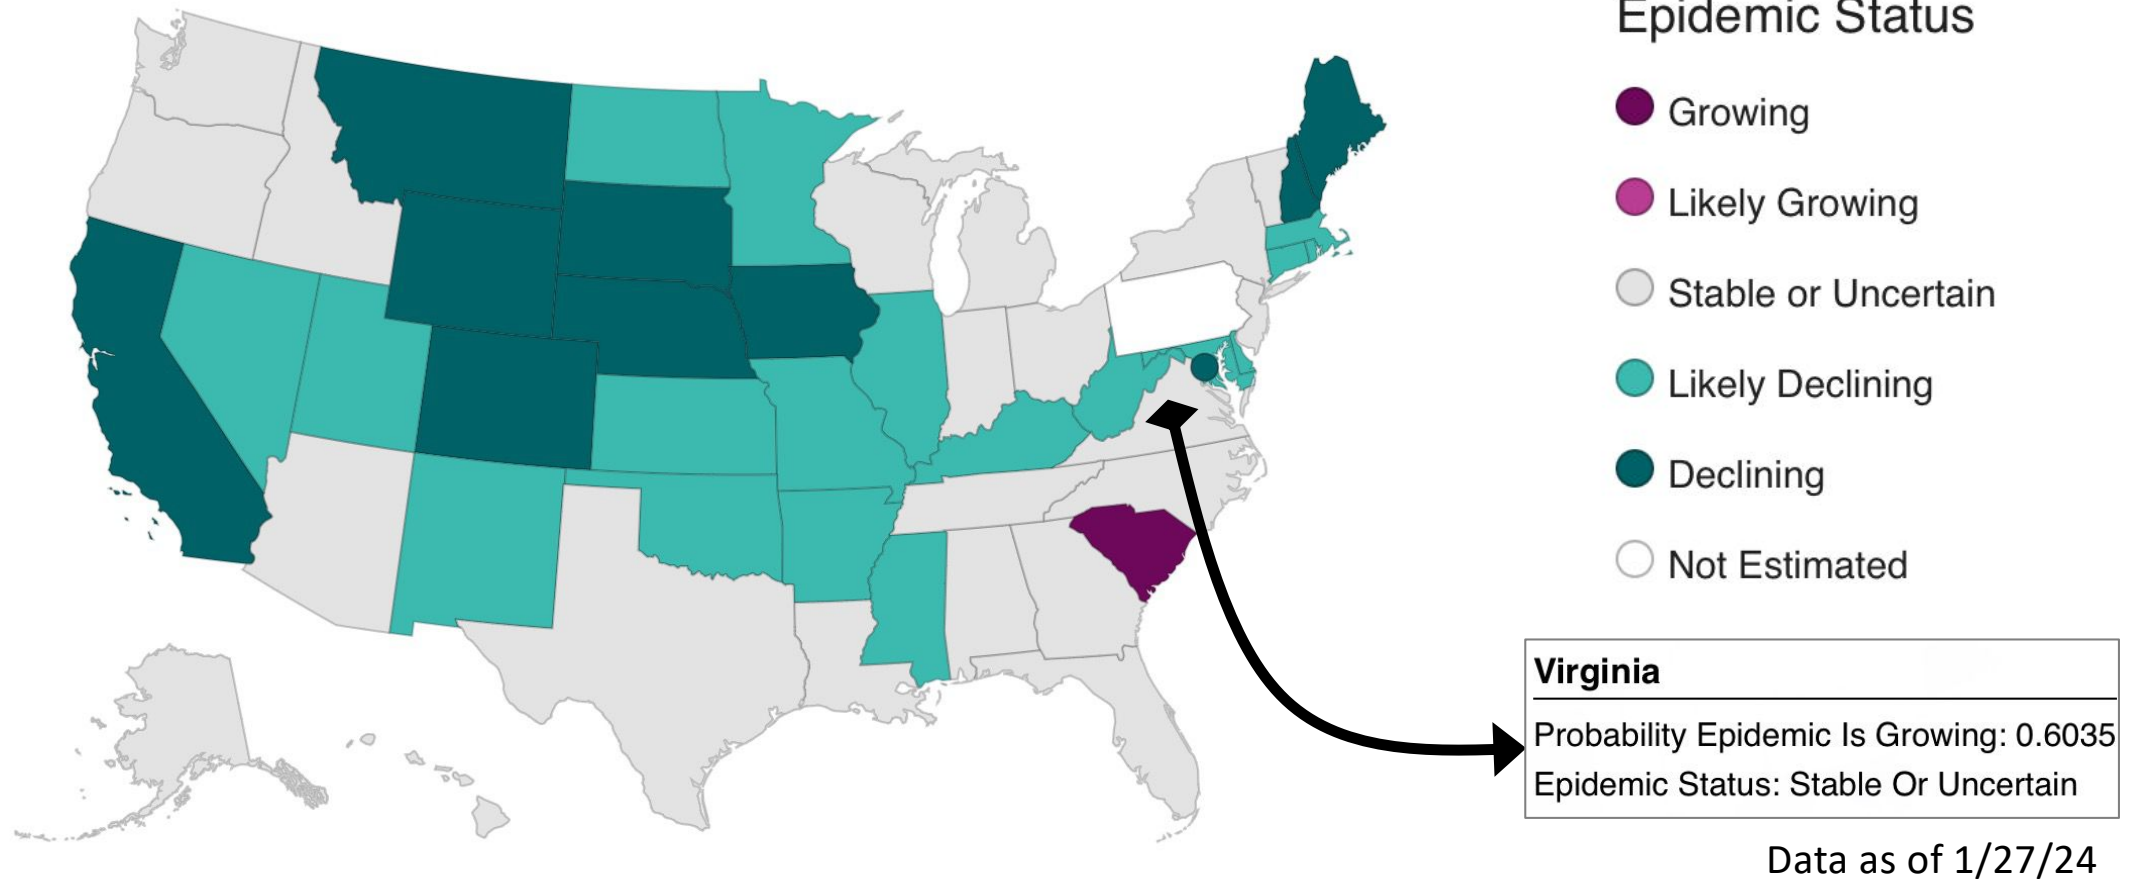 Epidemic Status
Growing
Likely Growing
Stable or Uncertain
Likely Declining
Declining
Not Estimated
Virginia
Probability Epidemic Is Growing: 0.6035
Epidemic Status: Stable Or Uncertain
Data as of 1/27/24